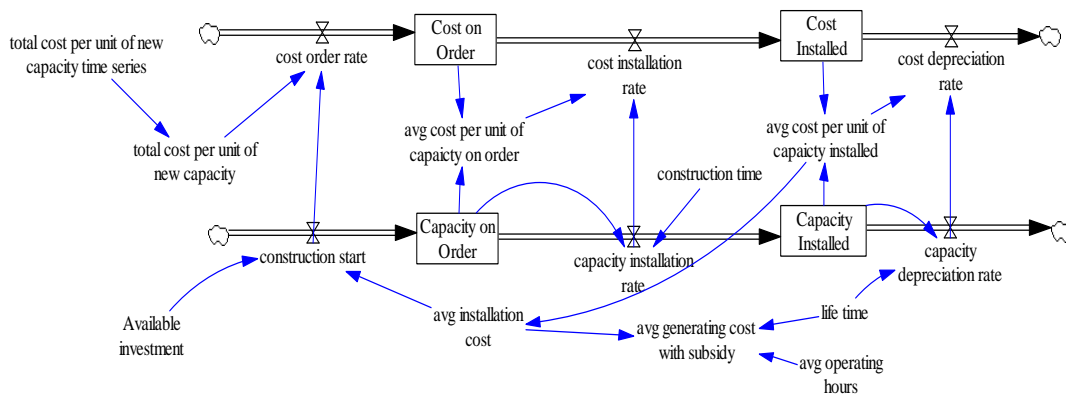 total cost per unit of new
capacity time series
cost order rate
Cost on
Order
cost installation
rate
Cost
Installed
cost depreciation
rate
total cost per unit of
new capacity
avg cost per unit of
capaicty on order
avg cost per unit of
capaicty installed
construction time
construction start
Capacity on
Order
capacity installation
rate
Capacity
Installed
capacity
depreciation rate
Available
investment
avg installation
cost
avg generating cost
with subsidy
life time
avg operating
hours